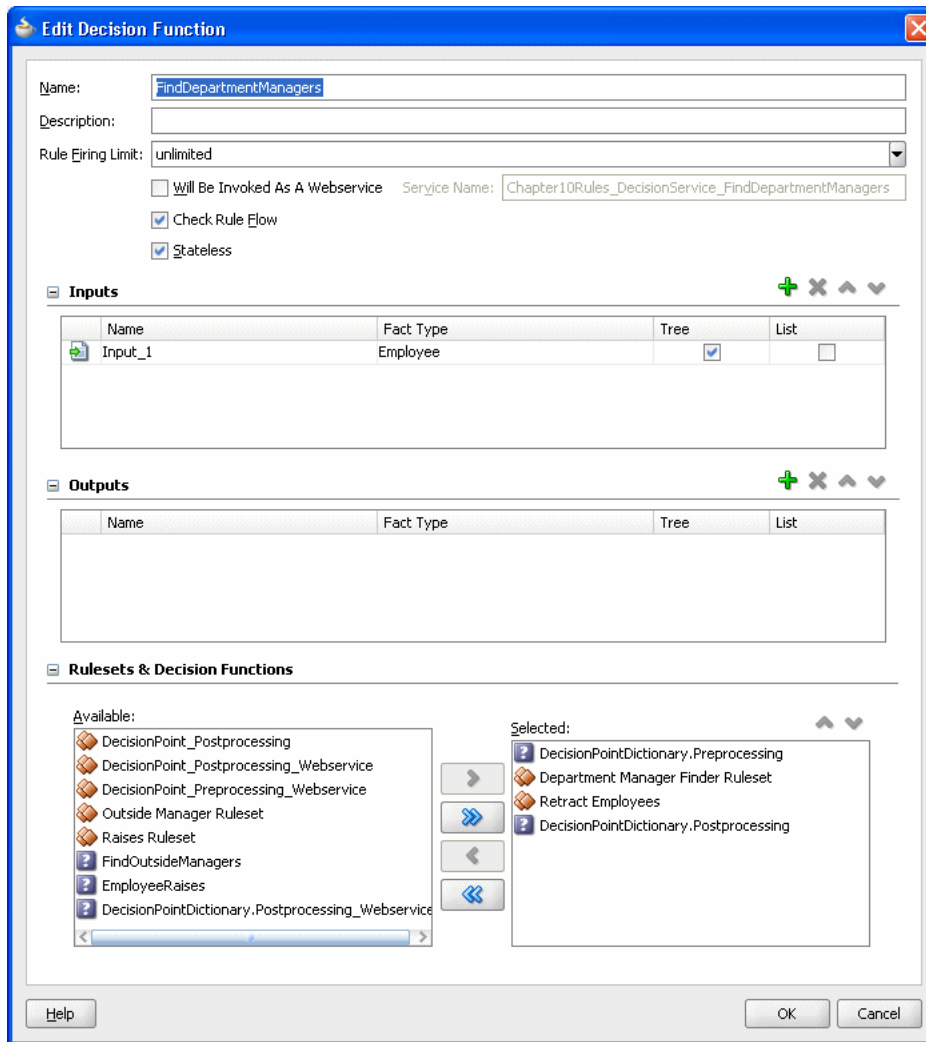 Edit Decision Function
Name: FindDepartmentManagers
Description:
Rule Firing Limit: unlimited
Will Be Invoked As A Webservice Service Name: Chapter10Rules_DecisionService_FindDepartmentManagers
Check Rule Flow
Stateless
Inputs
Name Fact Type Tree List
Input_1 Employee
Outputs
Name Fact Type Tree List
Rulesets & Decision Functions
Available:
DecisionPoint_Postprocessing
DecisionPoint_Postprocessing_Webservice
DecisionPoint_Preprocessing_Webservice
Outside Manager Ruleset
Raises Ruleset
FindOutsideManagers
EmployeeRaises
DecisionPointDictionary.Postprocessing_Webservice
Selected:
DecisionPointDictionary.Preprocessing
Department Manager Finder Ruleset
Retract Employees
DecisionPointDictionary.Postprocessing
Help OK Cancel